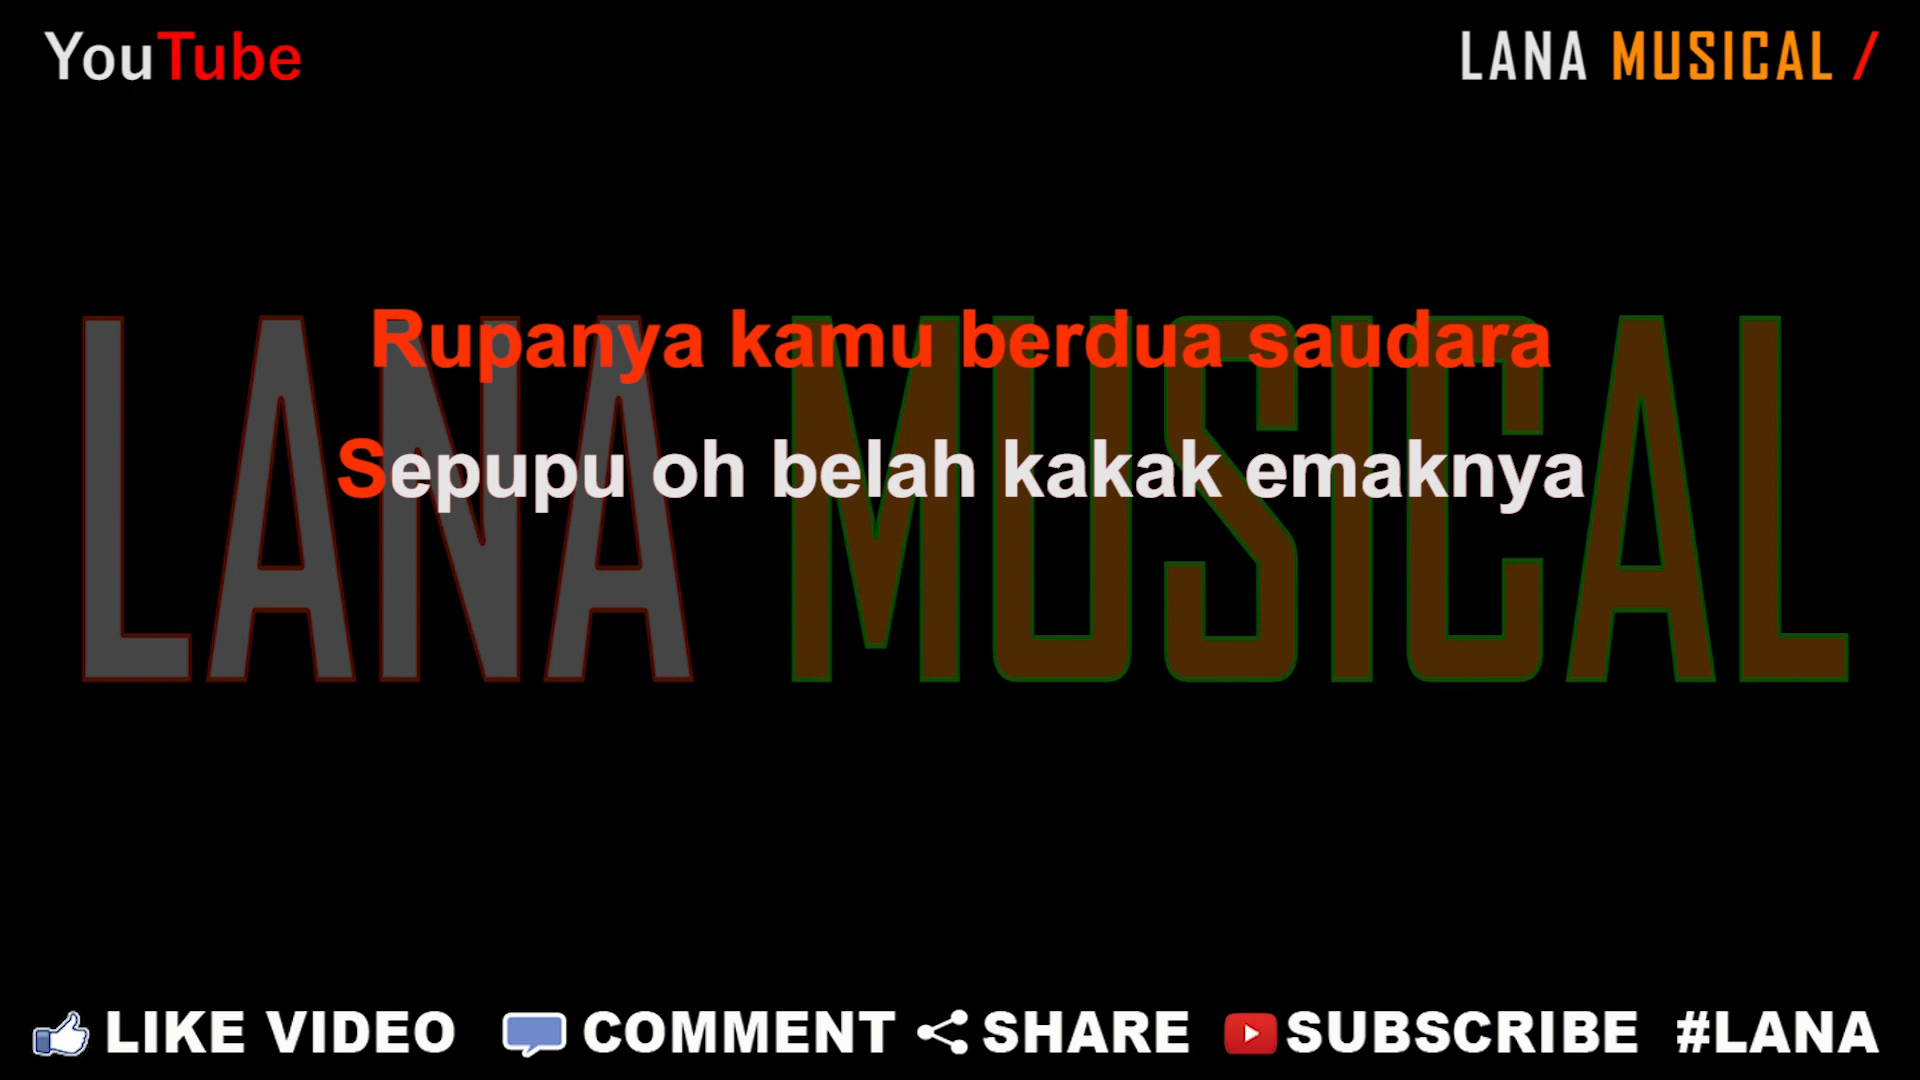 YouTube
LANA MUSICAL /
LANA MUSICAL
Rupanya kamu berdua saudara
Sepupu oh belah kakak emaknya
LIKE VIDEO COMMENT SHARE SUBSCRIBE #LANA